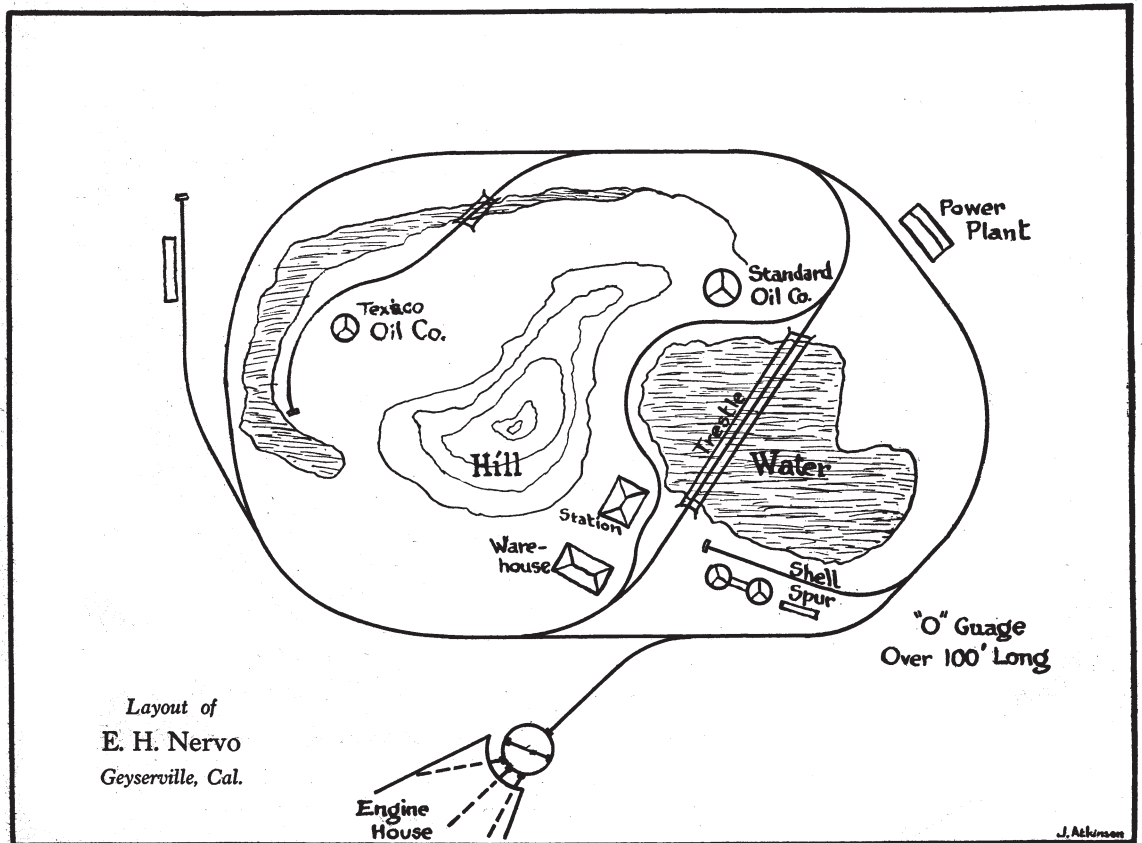 Power
Plant
Standard
Oil Co.
Texaco
Oil Co.
Trestle
Hill
Water
Station
Ware-
house
Shell
Spur
"O" Guage
Over 100' Long
Layout of
E. H. Nervo
Geyserville, Cal.
Engine
House
J. Atkinson